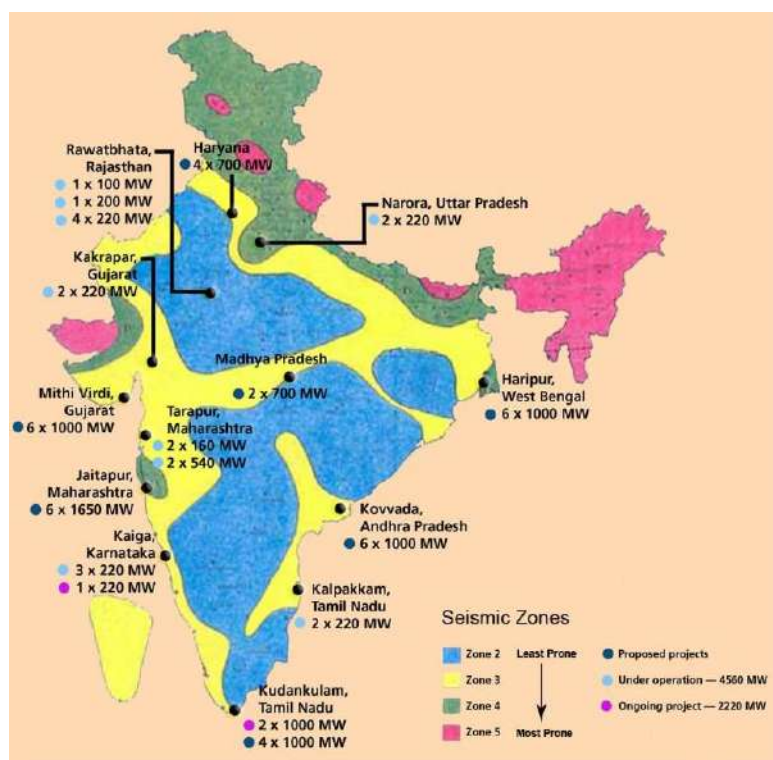 Rawatbhata,
Rajasthan
1 x 100 MW
1 x 200 MW
4 x 220 MW
Haryana
4 x 700 MW
Narora, Uttar Pradesh
2 x 220 MW
Kakrapar,
Gujarat
2 x 220 MW
Madhya Pradesh
2 x 700 MW
Haripur,
West Bengal
6 x 1000 MW
Mithi Virdi,
Gujarat
6 x 1000 MW
Tarapur,
Maharashtra
2 x 160 MW
2 x 540 MW
Jaitapur,
Maharashtra
6 x 1650 MW
Kovvada,
Andhra Pradesh
6 x 1000 MW
Kaiga,
Karnataka
3 x 220 MW
1 x 220 MW
Kalpakkam,
Tamil Nadu
2 x 220 MW
Kudankulam,
Tamil Nadu
2 x 1000 MW
4 x 1000 MW
Seismic Zones
Zone 2 Least Prone
Zone 3
Zone 4
Zone 5 Most Prone
Proposed projects
Under operation — 4560 MW
Ongoing project — 2220 MW